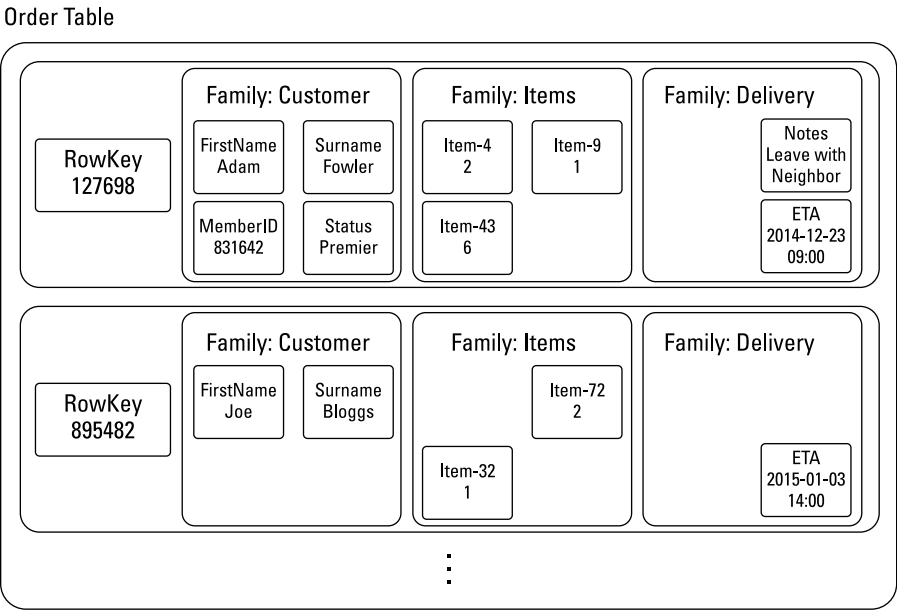 Order Table
RowKey
127698
Family: Customer
FirstName
Adam
Surname
Fowler
MemberID
831642
Status
Premier
Family: Items
Item-4
2
Item-9
1
Item-43
6
Family: Delivery
Notes
Leave with
Neighbor
ETA
2014-12-23
09:00
RowKey
895482
Family: Customer
FirstName
Joe
Surname
Bloggs
Family: Items
Item-72
2
Item-32
1
Family: Delivery
ETA
2015-01-03
14:00